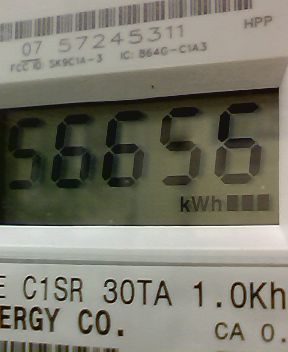 07 57245311 HPP
FCC ID: SK9C1A-3 IC: 864G-C1A3
56656
kWh
E C1SR 30TA 1.0Kh
ERGY CO. CA 0.